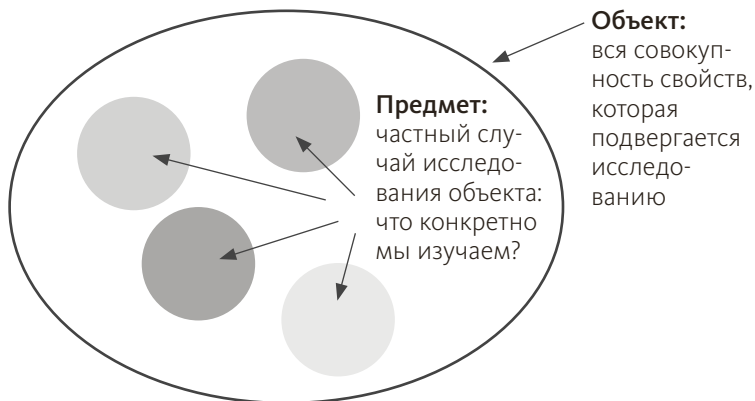 Объект:
вся совокуп-
ность свойств,
которая
подвергается
исследо-
ванию
Предмет:
частный слу-
чай исследо-
вания объекта:
что конкретно
мы изучаем?